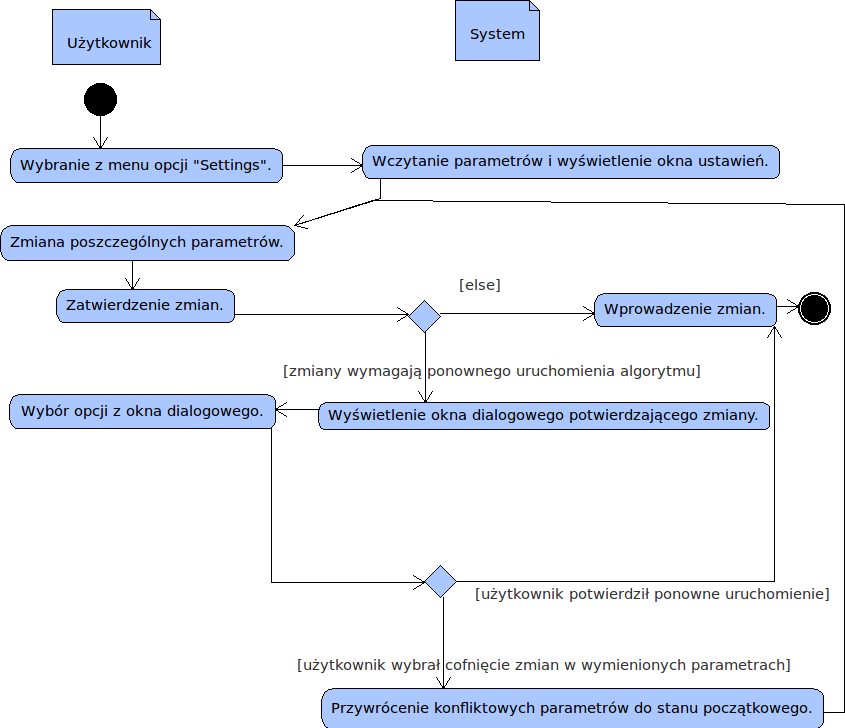 Użytkownik
System
Wybranie z menu opcji "Settings".
Wczytanie parametrów i wyświetlenie okna ustawień.
Zmiana poszczególnych parametrów.
[else]
Zatwierdzenie zmian.
Wprowadzenie zmian.
[zmiany wymagają ponownego uruchomienia algorytmu]
Wybór opcji z okna dialogowego.
Wyświetlenie okna dialogowego potwierdzającego zmiany.
[użytkownik potwierdził ponowne uruchomienie]
[użytkownik wybrał cofnięcie zmian w wymienionych parametrach]
Przywrócenie konfliktowych parametrów do stanu początkowego.